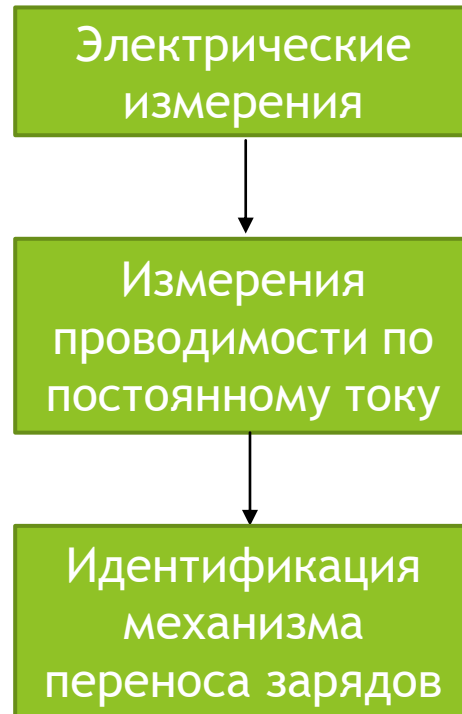 Электрические
измерения
Измерения
проводимости по
постоянному току
Идентификация
механизма
переноса зарядов